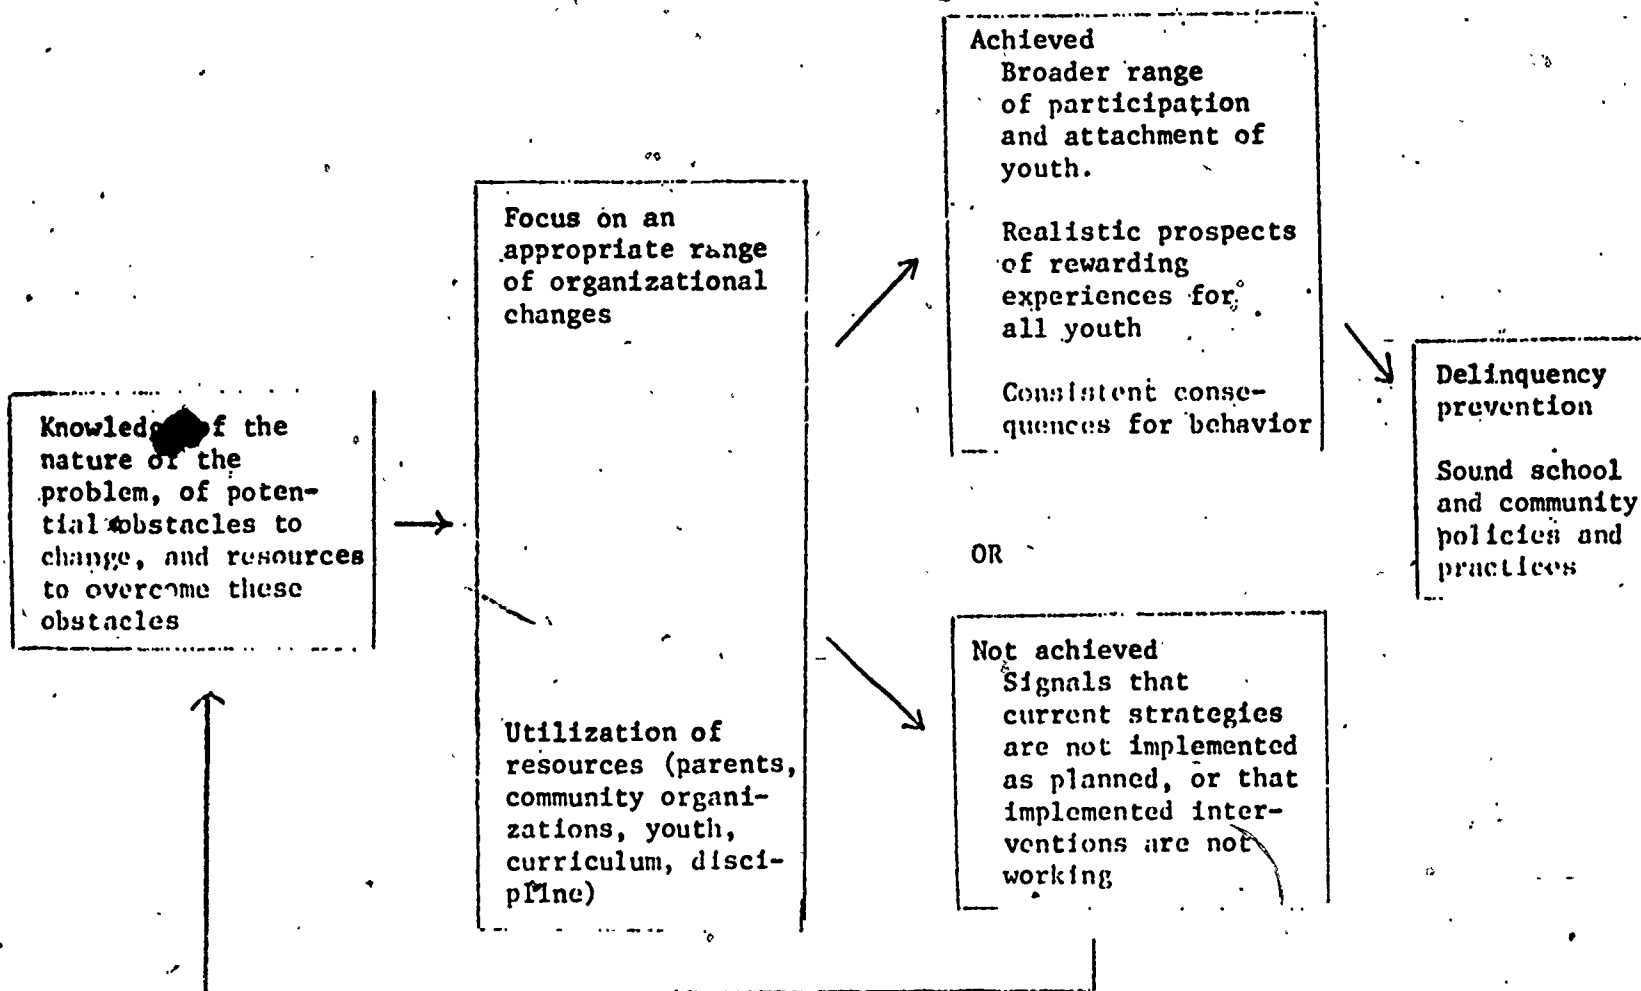 Knowledge of the
nature of the
problem, of poten-
tial obstacles to
change, and resources
to overcome these
obstacles
Focus on an
appropriate range
of organizational
changes
Utilization of
resources (parents,
community organi-
zations, youth,
curriculum, disci-
pline)
Achieved
Broader range
of participation
and attachment of
youth.
Realistic prospects
of rewarding
experiences for
all youth
Consistent conse-
quences for behavior
OR
Not achieved
Signals that
current strategies
are not implemented
as planned, or that
implemented inter-
ventions are not
working
Delinquency
prevention
Sound school
and community
policies and
practices